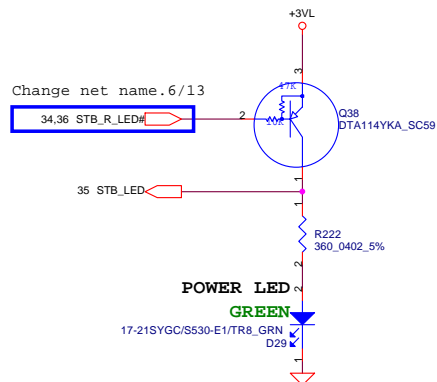 +3VL
3
Change net name.6/13
47K
Q38
DTA114YKA_SC59
34,36 STB_R_LED#
2
10K
1
35 STB_LED
1
R222
360_0402_5%
2
POWER LED
2
GREEN
17-21SYGC/S530-E1/TR8_GRN
D29
1